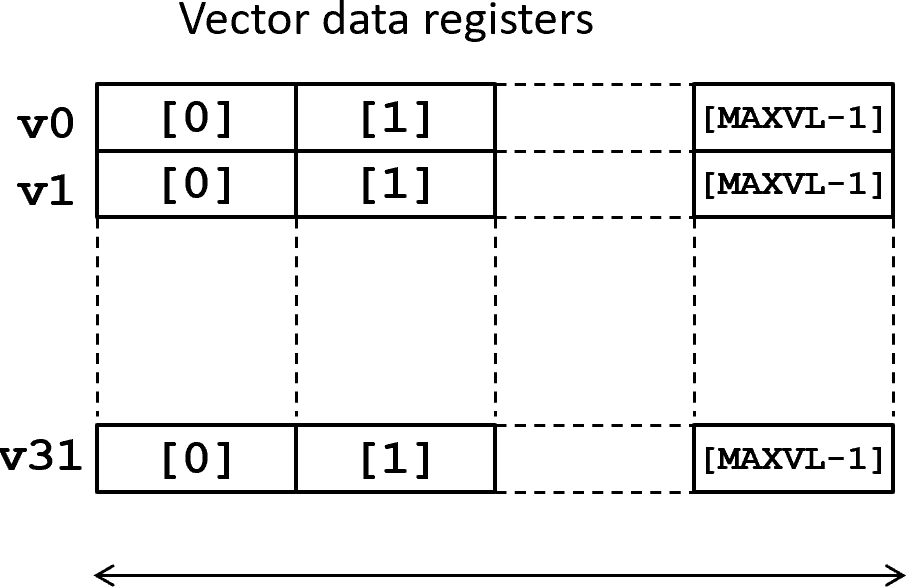 Vector data registers
v0 [0] [1] [MAXVL-1]
v1 [0] [1] [MAXVL-1]
v31 [0] [1] [MAXVL-1]